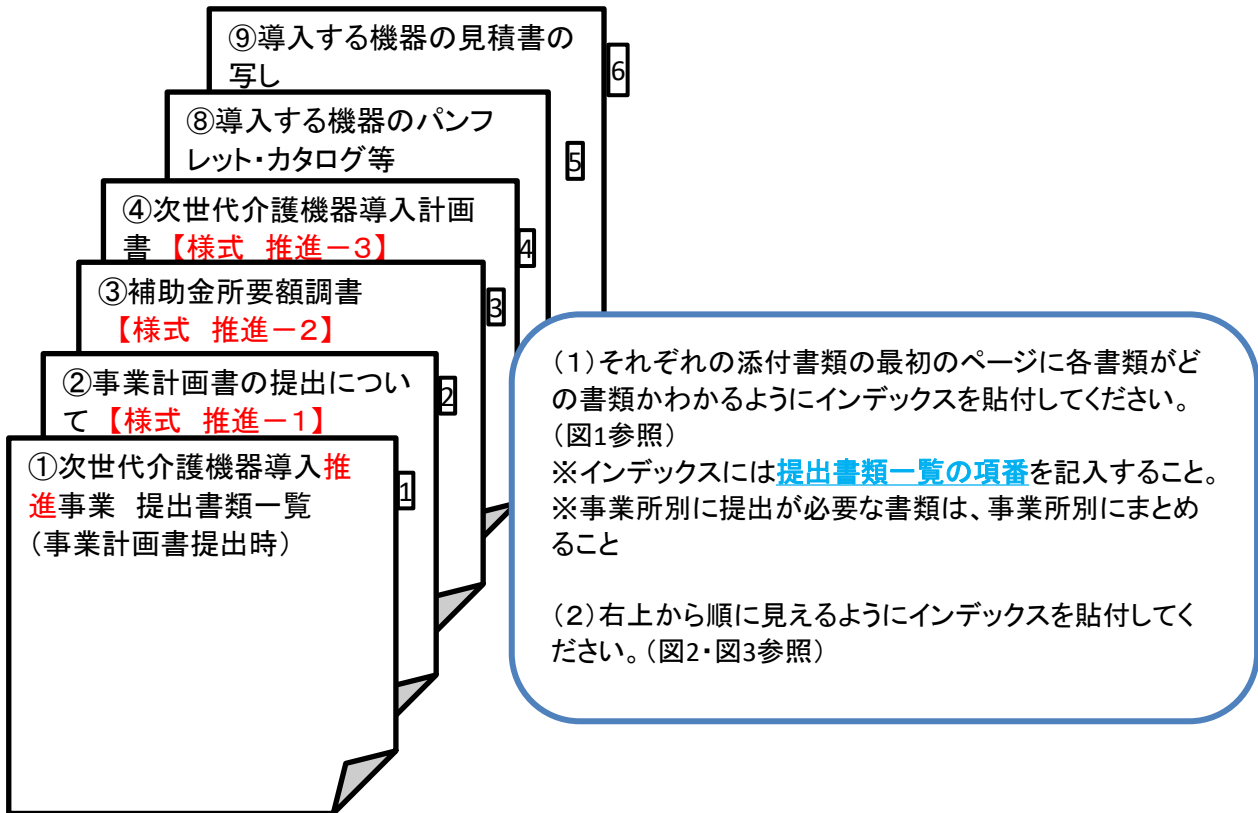 ⑨導入する機器の見積書の
写し
6
⑧導入する機器のパンフ
レット・カタログ等
5
④次世代介護機器導入計画
書【様式　推進－３】
4
③補助金所要額調書
【様式　推進－２】
3
②事業計画書の提出につい
て【様式　推進－１】
2
①次世代介護機器導入推
進事業　提出書類一覧
（事業計画書提出時）
1
（１）それぞれの添付書類の最初のページに各書類がど
の書類かわかるようにインデックスを貼付してください。
（図1参照）
※インデックスには提出書類一覧の項番を記入すること。
※事業所別に提出が必要な書類は、事業所別にまとめ
ること
（２）右上から順に見えるようにインデックスを貼付してく
ださい。（図2・図3参照）